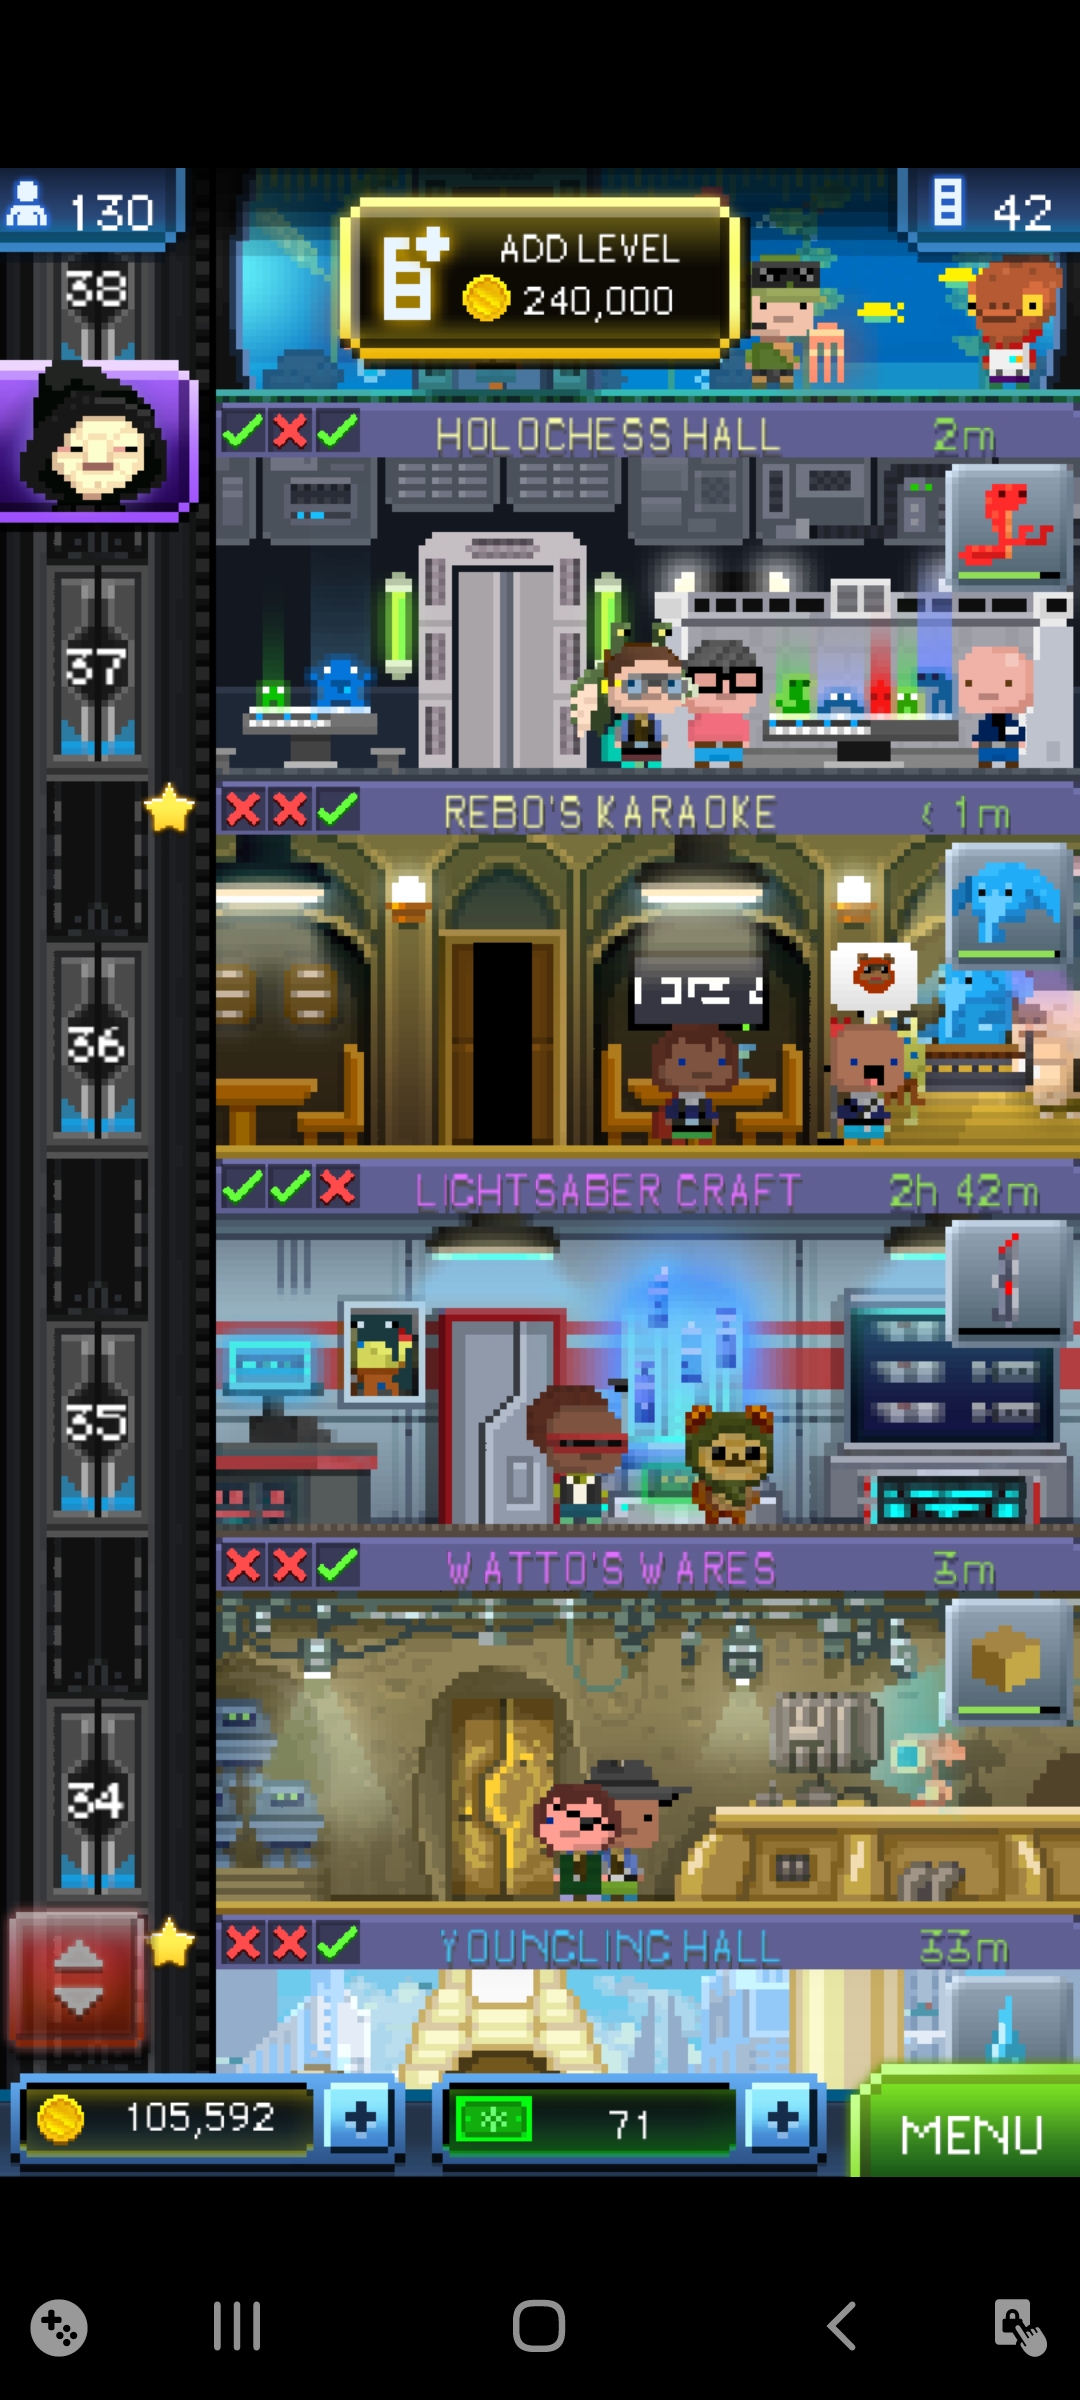 130
ADD LEVEL
240,000
42
38
HOLOCHESS HALL 2m
37
REBO'S KARAOKE < 1m
36
LIGHTSABER CRAFT 2h 42m
35
WATTO'S WARES 3m
34
YOUNGLING HALL 33m
105,592 +
71 +
MENU